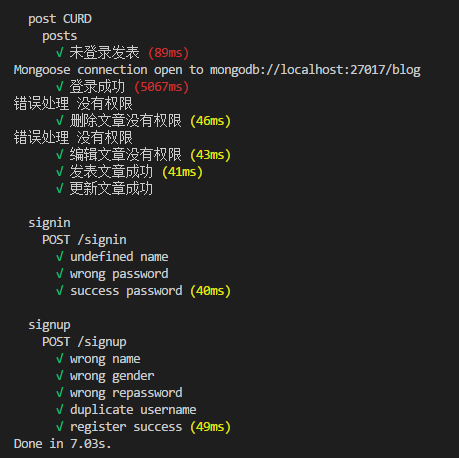 post CURD
posts
√ 未登录发表 (89ms)
Mongoose connection open to mongodb://localhost:27017/blog
√ 登录成功 (5067ms)
错误处理 没有权限
√ 删除文章没有权限 (46ms)
错误处理 没有权限
√ 编辑文章没有权限 (43ms)
√ 发表文章成功 (41ms)
√ 更新文章成功
signin
POST /signin
√ undefined name
√ wrong password
√ success password (40ms)
signup
POST /signup
√ wrong name
√ wrong gender
√ wrong repassword
√ duplicate username
√ register success (49ms)
Done in 7.03s.